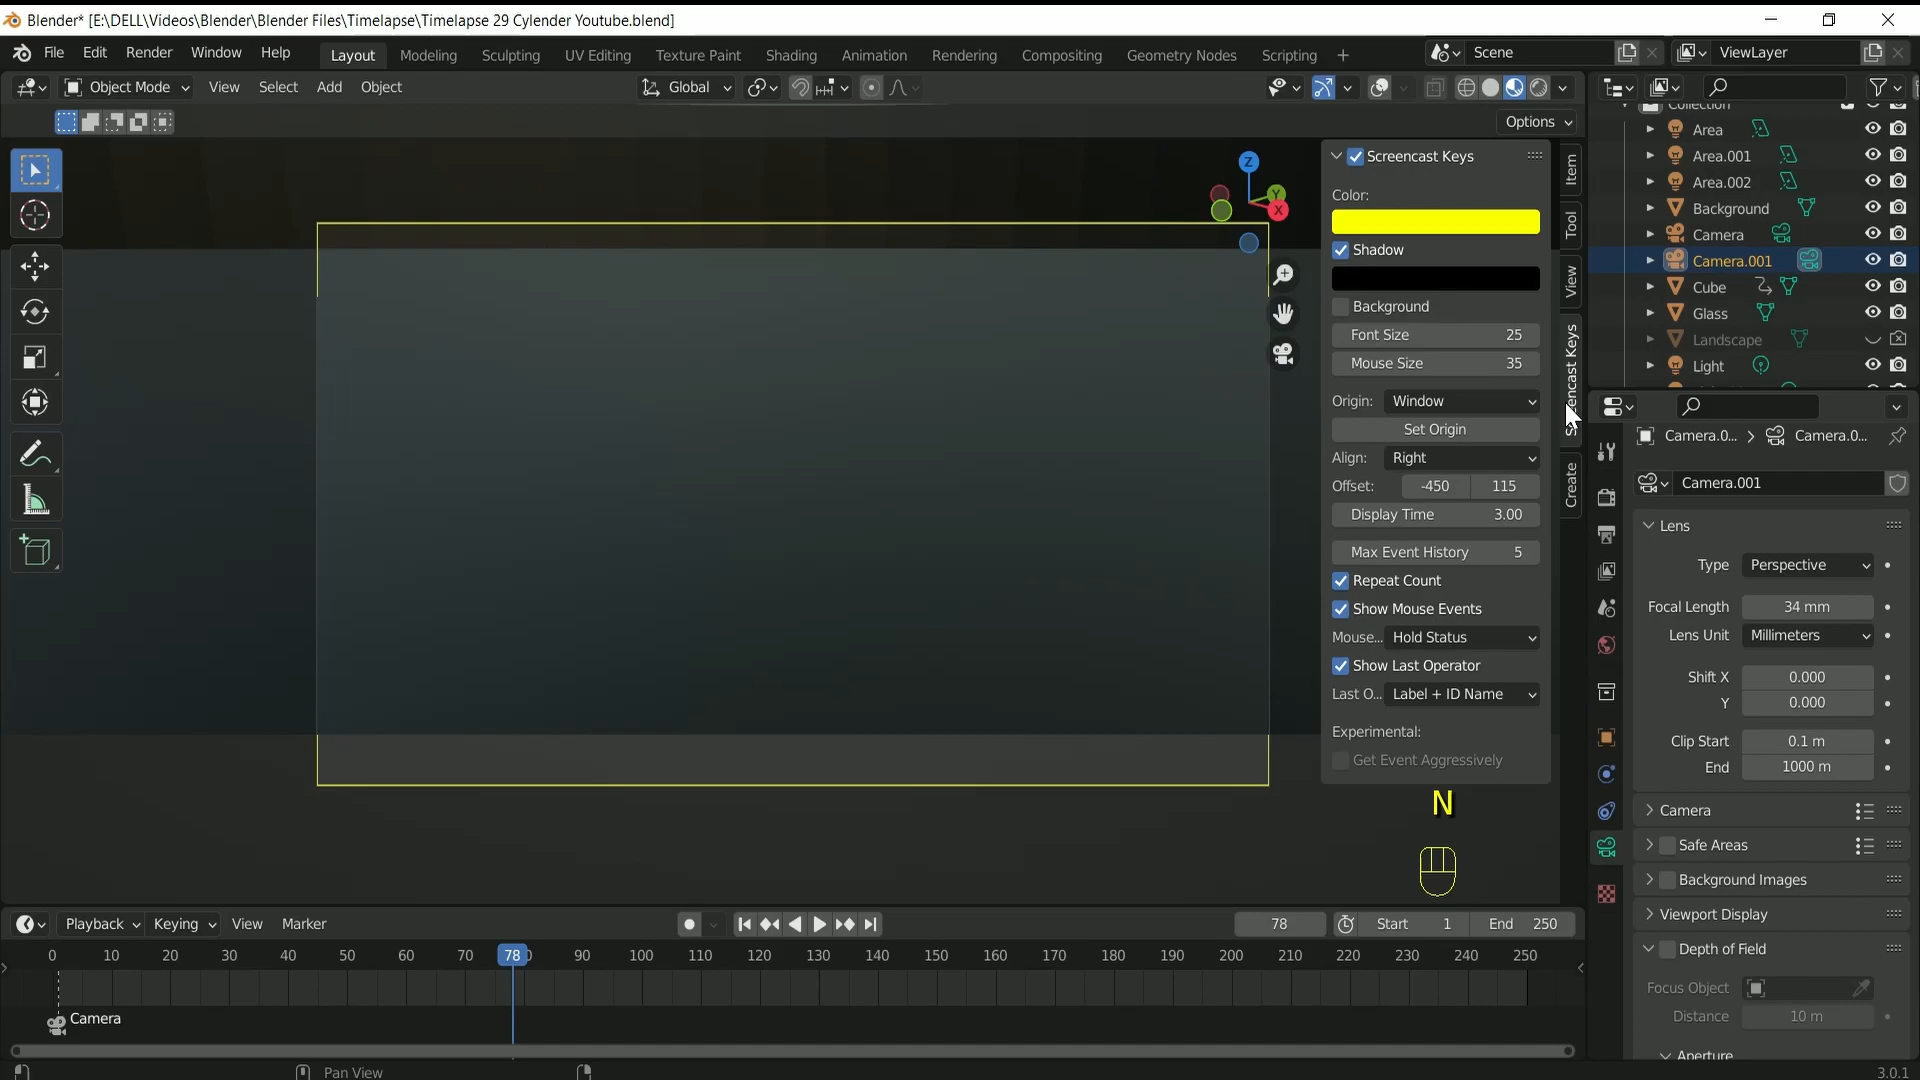 Blender* [E:\DELL\Videos\Blender\Blender Files\Timelapse\Timelapse 29 Cylender Youtube.blend]
File Edit Render Window Help
Layout Modeling Sculpting UV Editing Texture Paint Shading Animation Rendering Compositing Geometry Nodes Scripting +
Scene
ViewLayer
Object Mode View Select Add Object
Global
Options
Z
Y
X
Screencast Keys
Color:
Shadow
Background
Font Size 25
Mouse Size 35
Origin: Window
Set Origin
Align: Right
Offset: -450 115
Display Time 3.00
Max Event History 5
Repeat Count
Show Mouse Events
Mouse... Hold Status
Show Last Operator
Last O... Label + ID Name
Experimental:
Get Event Aggressively
N
Item
Tool
View
Screencast Keys
Create
Collection
Area
Area.001
Area.002
Background
Camera
Camera.001
Cube
Glass
Landscape
Light
Camera.0... Camera.0...
Camera.001
Lens
Type Perspective
Focal Length 34 mm
Lens Unit Millimeters
Shift X 0.000
Y 0.000
Clip Start 0.1 m
End 1000 m
Camera
Safe Areas
Background Images
Viewport Display
Depth of Field
Focus Object
Distance 10 m
Aperture
Playback Keying View Marker
78 Start 1 End 250
0 10 20 30 40 50 60 70 78 90 100 110 120 130 140 150 160 170 180 190 200 210 220 230 240 250
Camera
Pan View
3.0.1